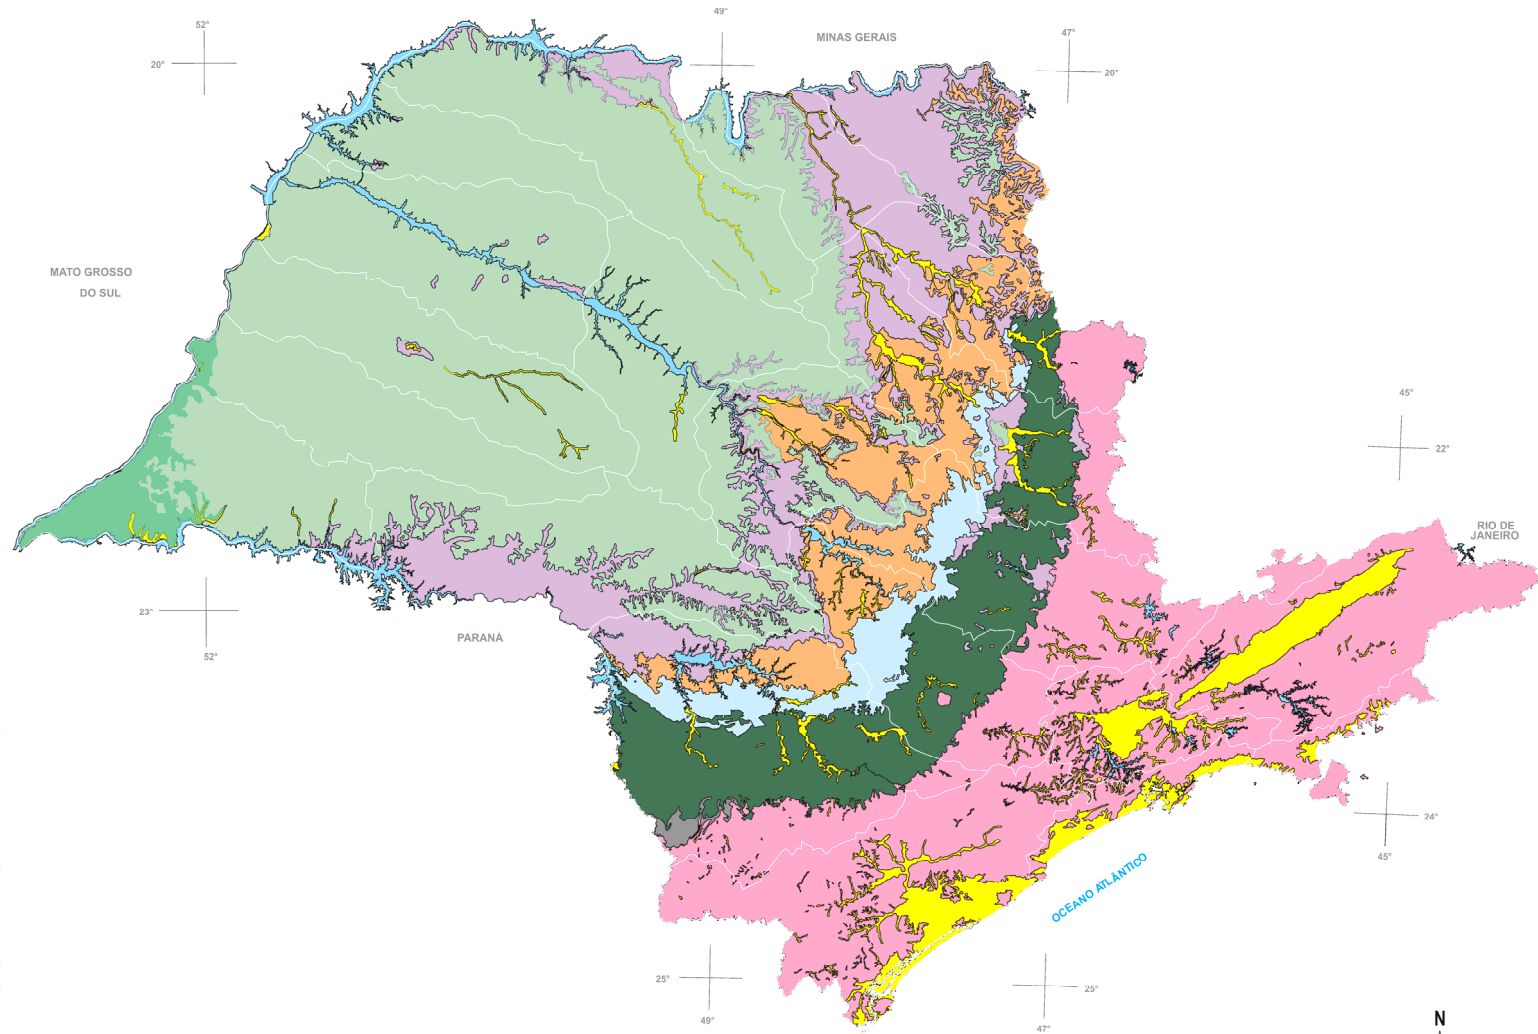 49°
52°
47°
MINAS GERAIS
20°
20°
MATO GROSSO
DO SUL
45°
22°
RIO DE
JANEIRO
23°
PARANÁ
52°
24°
45°
OCEANO ATLÂNTICO
25°
25°
49°
47°
N